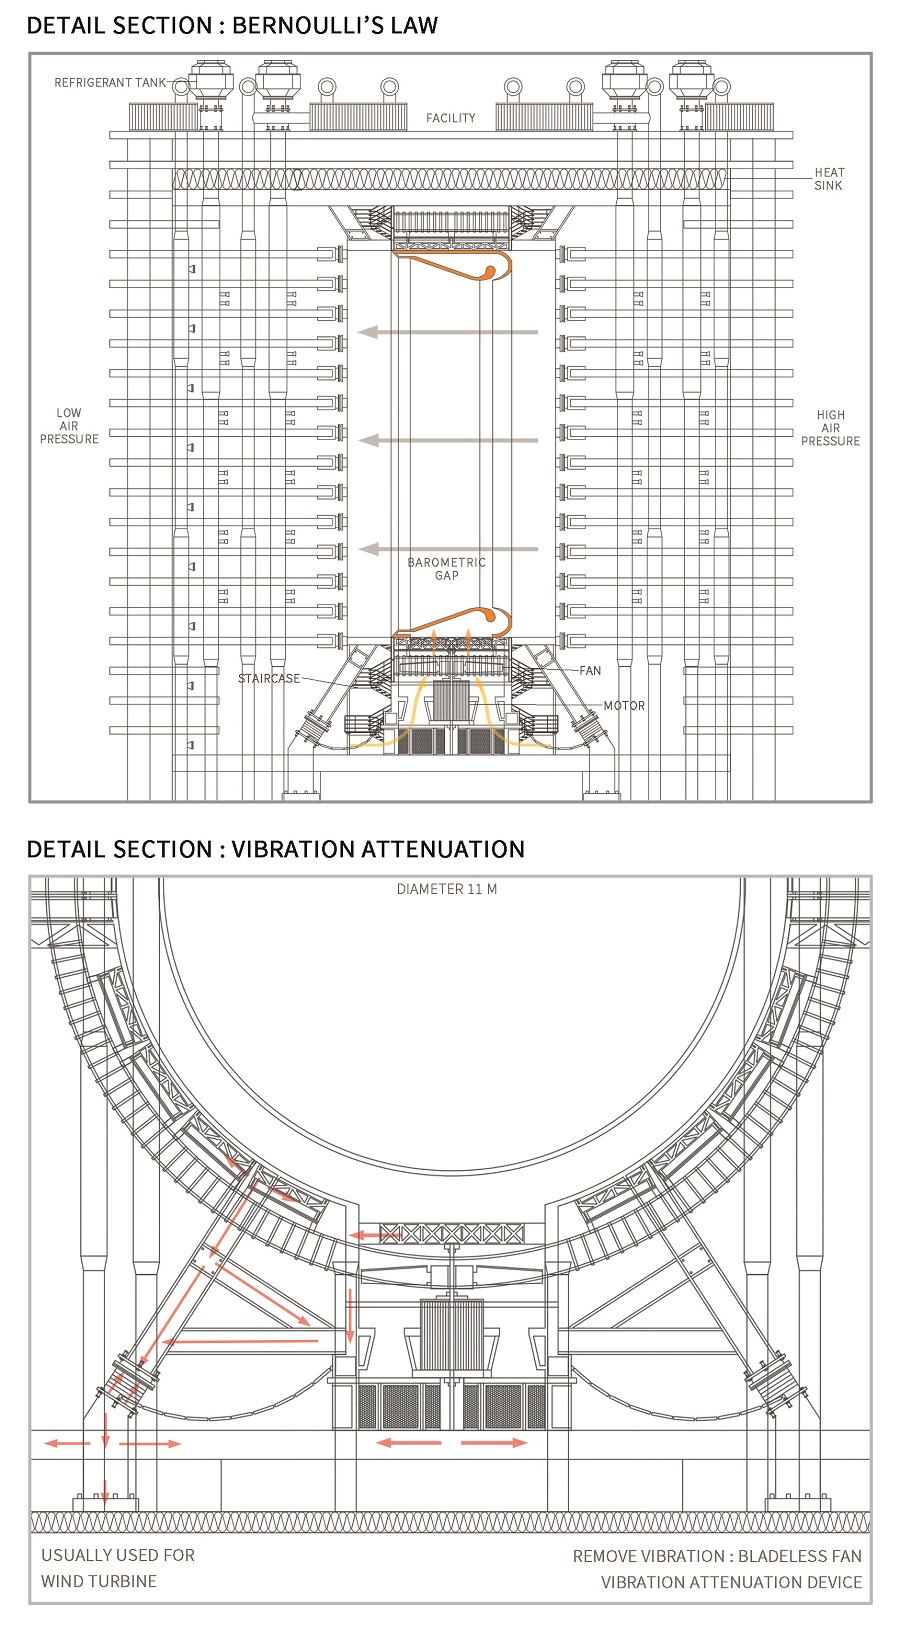 DETAIL SECTION : BERNOULLI'S LAW
REFRIGERANT TANK
FACILITY
HEAT
SINK
LOW
AIR
PRESSURE
HIGH
AIR
PRESSURE
BAROMETRIC
GAP
STAIRCASE
FAN
MOTOR
DETAIL SECTION : VIBRATION ATTENUATION
DIAMETER 11 M
USUALLY USED FOR
WIND TURBINE
REMOVE VIBRATION : BLADELESS FAN
VIBRATION ATTENUATION DEVICE